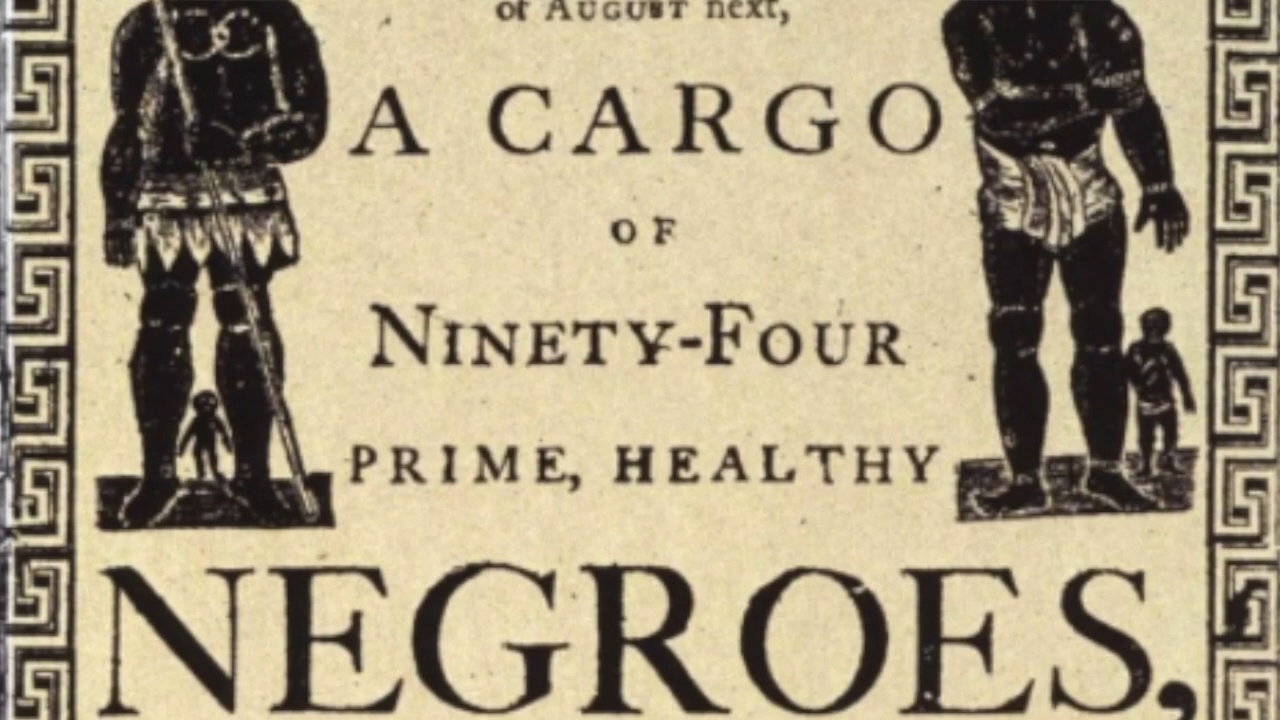 of AUGUST next,
A CARGO
OF
NINETY-FOUR
PRIME, HEALTHY
NEGROES,